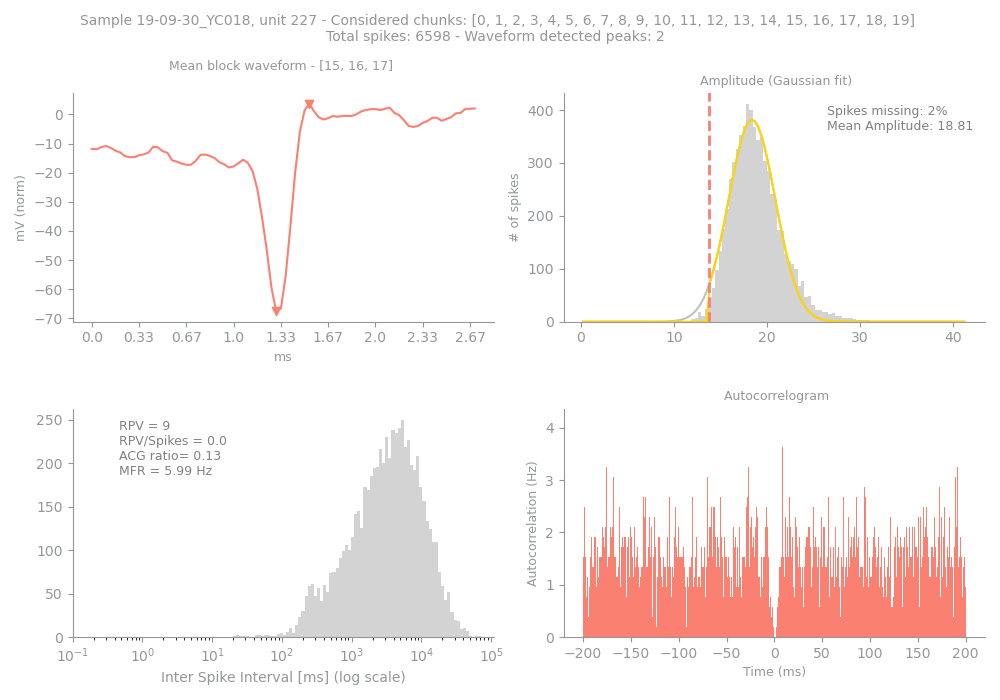 Sample 19-09-30_YC018, unit 227 - Considered chunks: [0, 1, 2, 3, 4, 5, 6, 7, 8, 9, 10, 11, 12, 13, 14, 15, 16, 17, 18, 19]
Total spikes: 6598 - Waveform detected peaks: 2
Mean block waveform - [15, 16, 17]
0
−10
−20
−30
−40
−50
−60
−70
mV (norm)
0.0 0.33 0.67 1.0 1.33 1.67 2.0 2.33 2.67
ms
Amplitude (Gaussian fit)
Spikes missing: 2%
Mean Amplitude: 18.81
400
300
200
100
0
# of spikes
0 10 20 30 40
250
200
150
100
50
0
RPV = 9
RPV/Spikes = 0.0
ACG ratio= 0.13
MFR = 5.99 Hz
10⁻¹ 10⁰ 10¹ 10² 10³ 10⁴ 10⁵
Inter Spike Interval [ms] (log scale)
Autocorrelogram
4
3
2
1
0
Autocorrelation (Hz)
−200 −150 −100 −50 0 50 100 150 200
Time (ms)